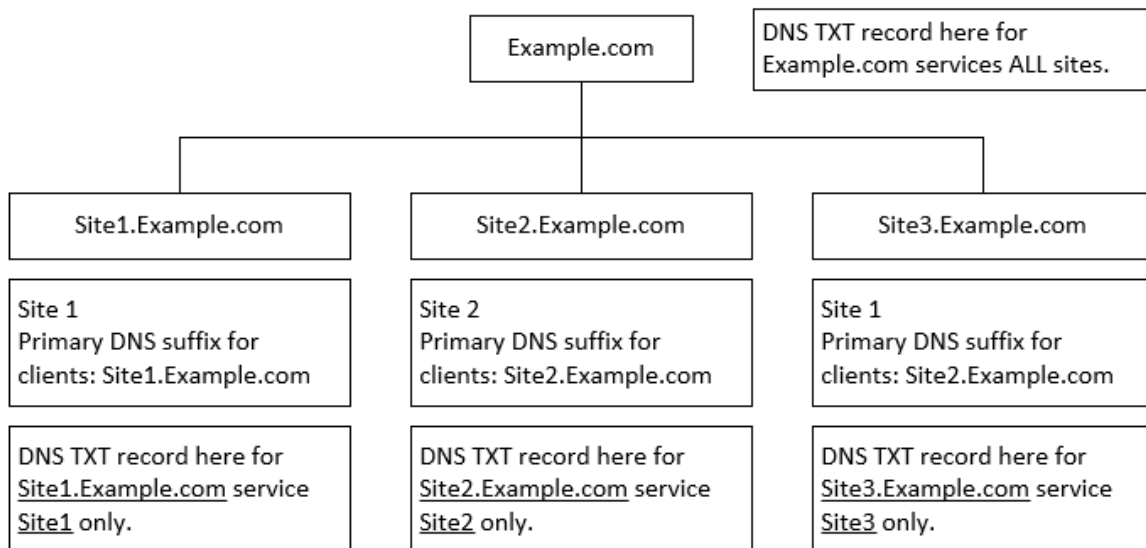 Example.com
DNS TXT record here for
Example.com services ALL sites.
Site1.Example.com
Site2.Example.com
Site3.Example.com
Site 1
Primary DNS suffix for
clients: Site1.Example.com
Site 2
Primary DNS suffix for
clients: Site2.Example.com
Site 1
Primary DNS suffix for
clients: Site2.Example.com
DNS TXT record here for
Site1.Example.com service
Site1 only.
DNS TXT record here for
Site2.Example.com service
Site2 only.
DNS TXT record here for
Site3.Example.com service
Site3 only.